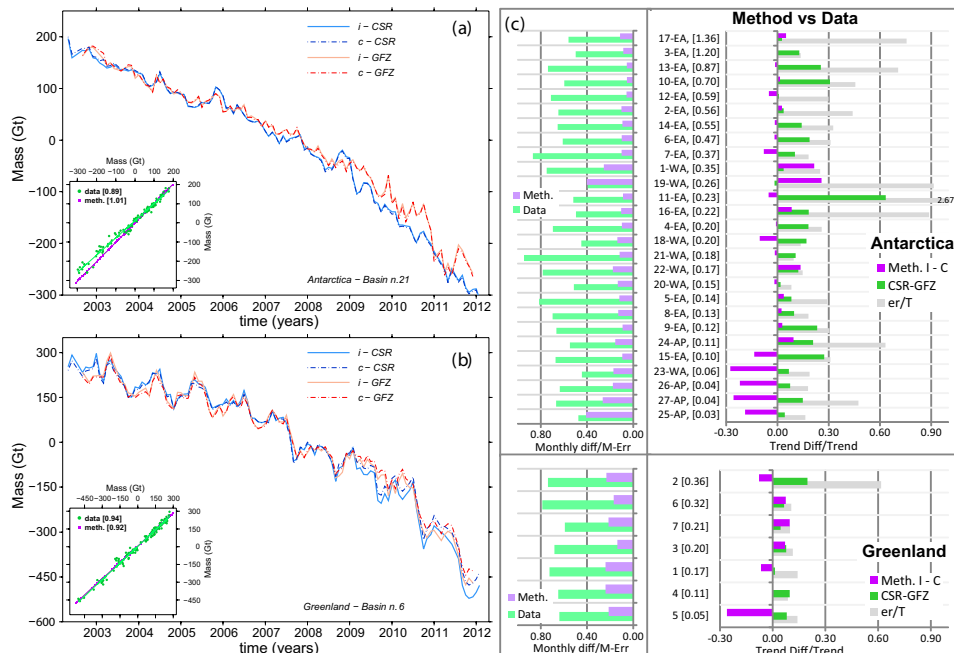 (a)
i – CSR
c – CSR
i – GFZ
c – GFZ
Mass (Gt)
200
100
0
−100
−200
−300
Mass (Gt)
−300 −200 −100 0 100 200
data [0.89]
meth. [1.01]
200
100
0
−100
−200
−300
Mass (Gt)
Antarctica – Basin n.21
2003 2004 2005 2006 2007 2008 2009 2010 2011 2012
time (years)
(b)
i – CSR
c – CSR
i – GFZ
c – GFZ
Mass (Gt)
300
150
0
−150
−300
−450
−600
Mass (Gt)
−450 −300 −150 0 150 300
data [0.94]
meth. [0.92]
300
150
0
−150
−300
−450
Mass (Gt)
Greenland – Basin n. 6
2003 2004 2005 2006 2007 2008 2009 2010 2011 2012
time (years)
(c)
Method vs Data
Meth.
Data
0.80 0.40 0.00
Monthly diff/M-Err
17-EA, [1.36]
3-EA, [1.20]
13-EA, [0.87]
10-EA, [0.70]
12-EA, [0.59]
2-EA, [0.56]
14-EA, [0.55]
6-EA, [0.47]
7-EA, [0.37]
1-WA, [0.35]
19-WA, [0.26]
11-EA, [0.23]
16-EA, [0.22]
4-EA, [0.20]
18-WA, [0.20]
21-WA, [0.18]
22-WA, [0.17]
20-WA, [0.15]
5-EA, [0.14]
8-EA, [0.13]
9-EA, [0.12]
24-AP, [0.11]
15-EA, [0.10]
23-WA, [0.06]
26-AP, [0.04]
27-AP, [0.04]
25-AP, [0.03]
2.67
Antarctica
Meth. I - C
CSR-GFZ
er/T
-0.30 0.00 0.30 0.60 0.90
Trend Diff/Trend
Meth.
Data
0.80 0.40 0.00
Monthly diff/M-Err
2 [0.36]
6 [0.32]
7 [0.21]
3 [0.20]
1 [0.17]
4 [0.11]
5 [0.05]
Greenland
Meth. I - C
CSR-GFZ
er/T
-0.30 0.00 0.30 0.60 0.90
Trend Diff/Trend